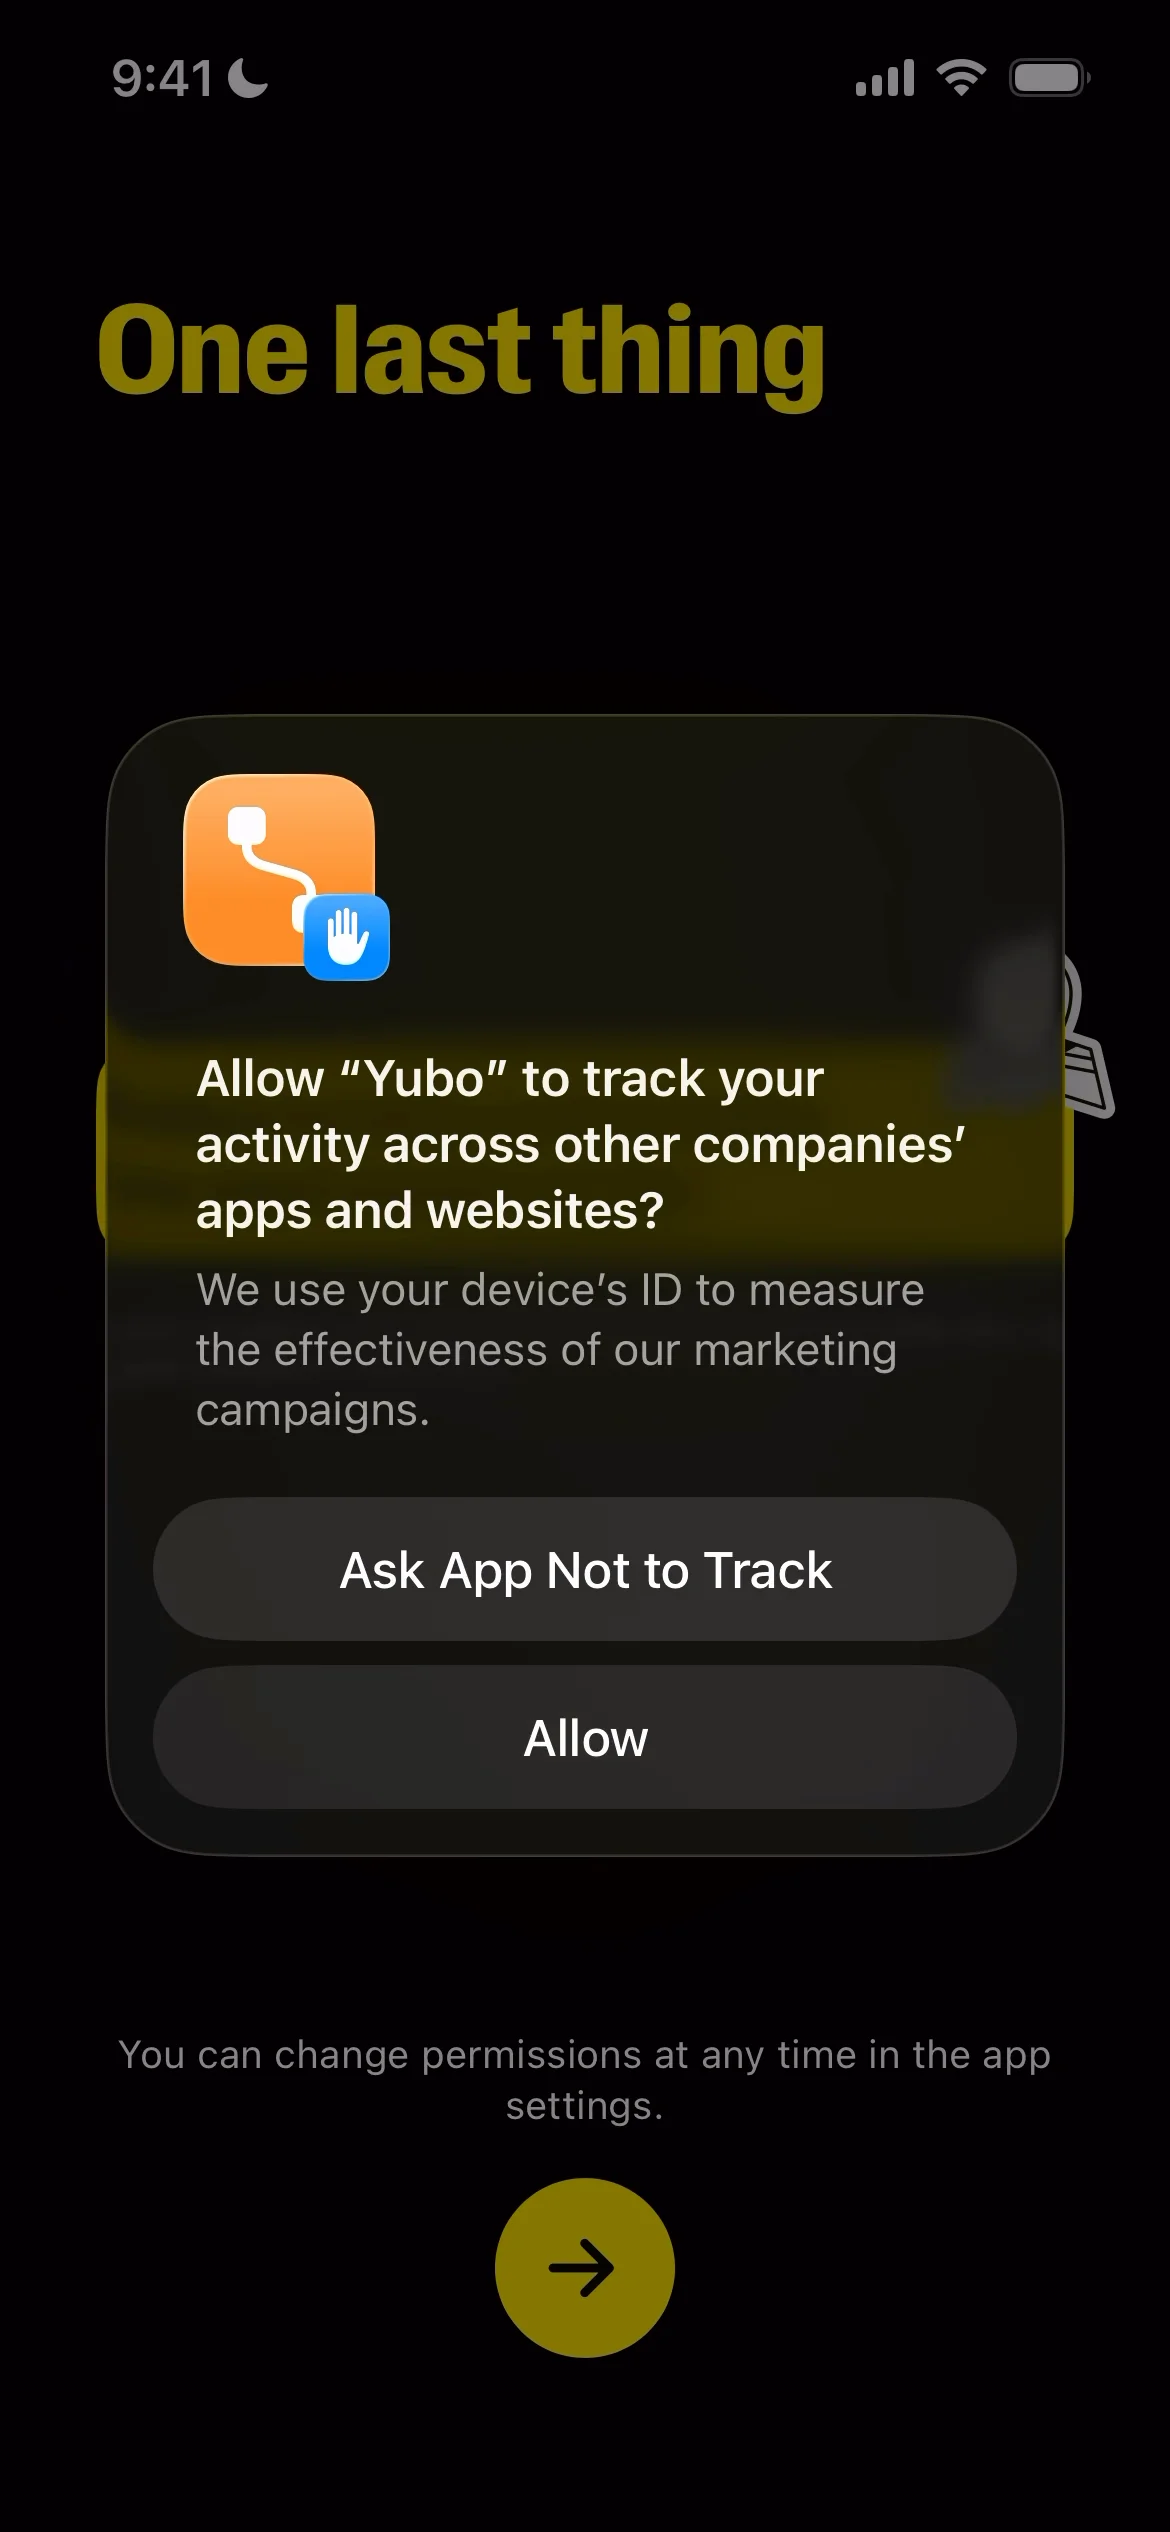 9:41
One last thing
Allow “Yubo” to track your
activity across other companies’
apps and websites?
We use your device’s ID to measure
the effectiveness of our marketing
campaigns.
Ask App Not to Track
Allow
You can change permissions at any time in the app
settings.